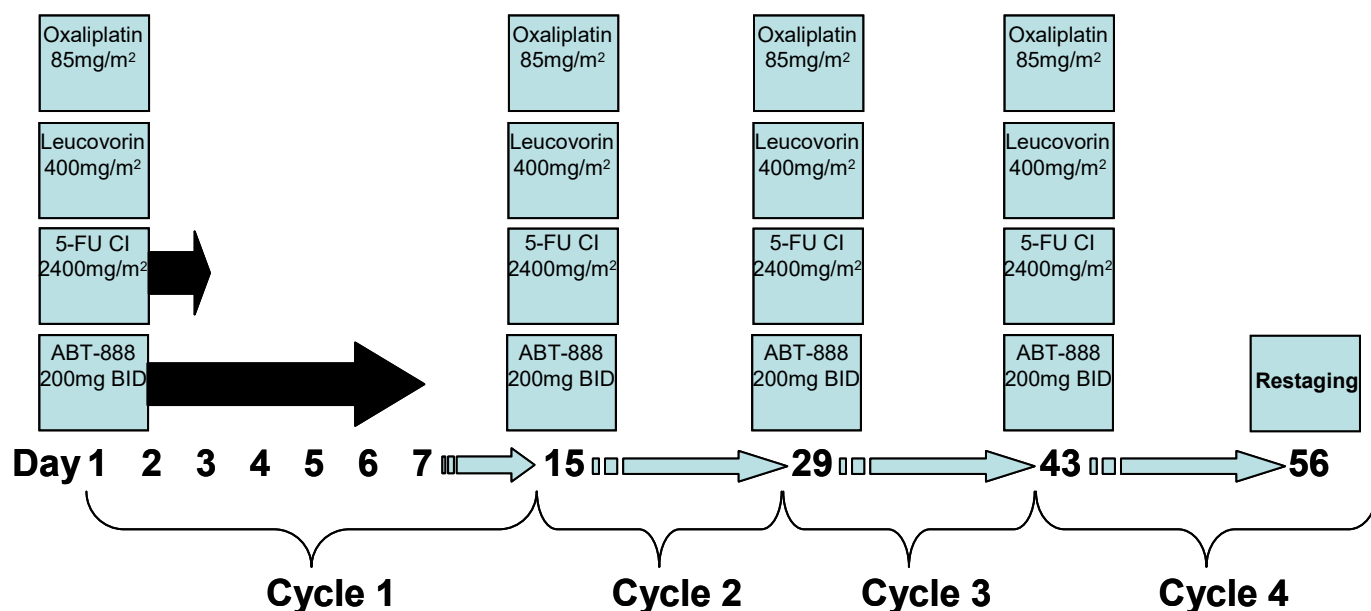 Oxaliplatin
85mg/m²
Oxaliplatin
85mg/m²
Oxaliplatin
85mg/m²
Oxaliplatin
85mg/m²
Leucovorin
400mg/m²
Leucovorin
400mg/m²
Leucovorin
400mg/m²
Leucovorin
400mg/m²
5-FU CI
2400mg/m²
5-FU CI
2400mg/m²
5-FU CI
2400mg/m²
5-FU CI
2400mg/m²
ABT-888
200mg BID
ABT-888
200mg BID
ABT-888
200mg BID
ABT-888
200mg BID
Restaging
Day 1 2 3 4 5 6 7 15 29 43 56
Cycle 1 Cycle 2 Cycle 3 Cycle 4